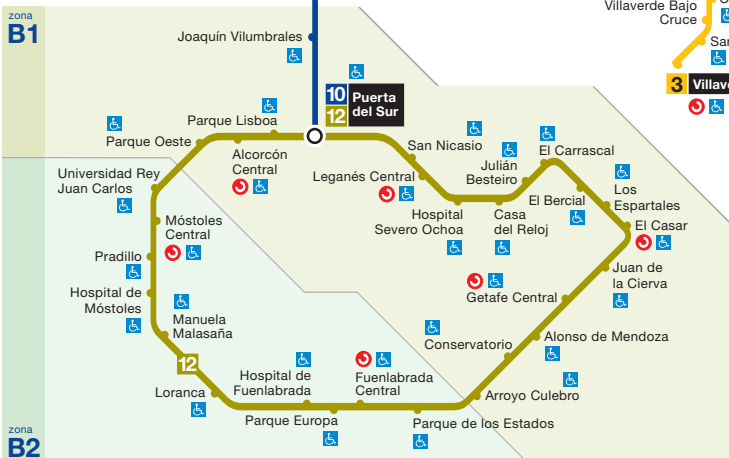 zona
B1
Villaverde Bajo
Cruce
3 Villav
Joaquín Vilumbrales
10
12
Puerta
del Sur
Parque Lisboa
Parque Oeste
Alcorcón
Central
San Nicasio
Leganés Central
Hospital
Severo Ochoa
Casa
del Reloj
Julián
Besteiro
El Carrascal
El Bercial
Los
Espartales
El Casar
Juan de
la Cierva
Getafe Central
Alonso de Mendoza
Conservatorio
Arroyo Culebro
Parque de los Estados
Fuenlabrada
Central
Parque Europa
Hospital de
Fuenlabrada
Loranca
12
Manuela
Malasaña
Hospital de
Móstoles
Pradillo
Móstoles
Central
Universidad Rey
Juan Carlos
zona
B2